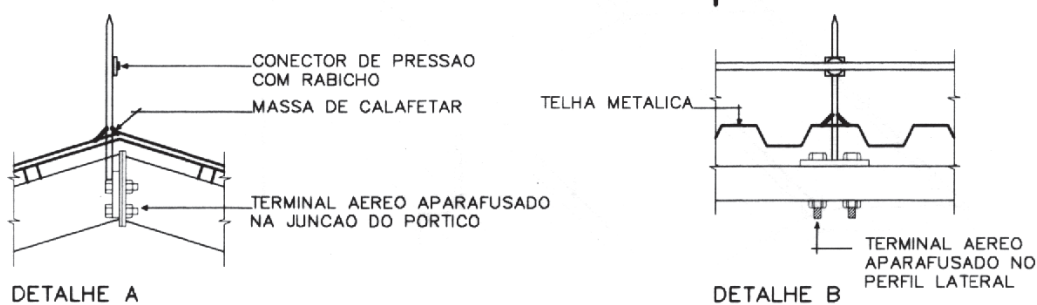 CONECTOR DE PRESSAO
COM RABICHO
MASSA DE CALAFETAR
TERMINAL AEREO APARAFUSADO
NA JUNCAO DO PORTICO
DETALHE A
TELHA METALICA
TERMINAL AEREO
APARAFUSADO NO
PERFIL LATERAL
DETALHE B